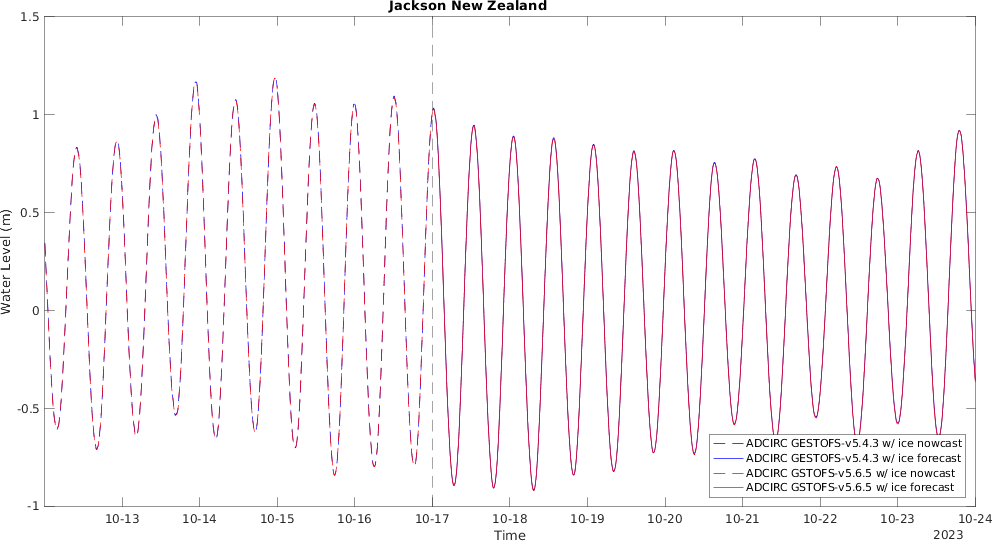 Jackson New Zealand
1.5
1
0.5
0
-0.5
-1
Water Level (m)
10-13
10-14
10-15
10-16
10-17
10-18
10-19
10-20
10-21
10-22
10-23
10-24
Time
2023
ADCIRC GESTOFS-v5.4.3 w/ ice nowcast
ADCIRC GESTOFS-v5.4.3 w/ ice forecast
ADCIRC GSTOFS-v5.6.5 w/ ice nowcast
ADCIRC GSTOFS-v5.6.5 w/ ice forecast